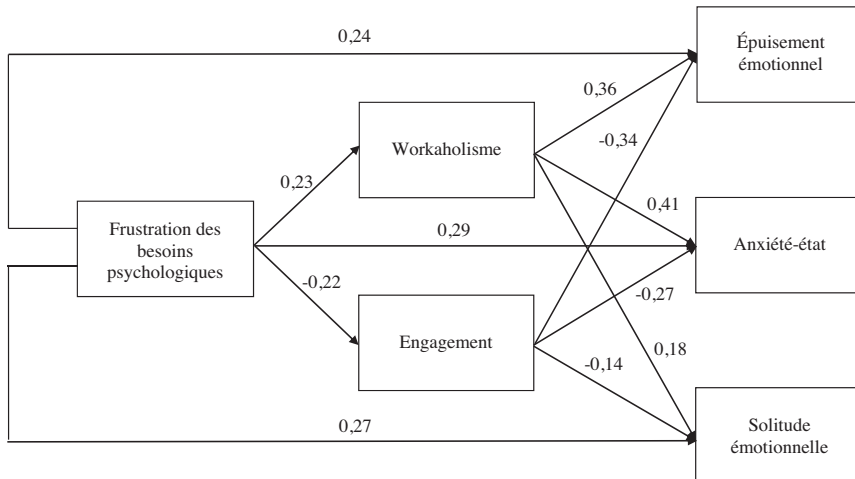 0,24
Épuisement
émotionnel
0,36
Workaholisme
-0,34
0,23
0,41
Frustration des
besoins
psychologiques
0,29
Anxiété-état
-0,22
-0,27
Engagement
0,18
-0,14
0,27
Solitude
émotionnelle